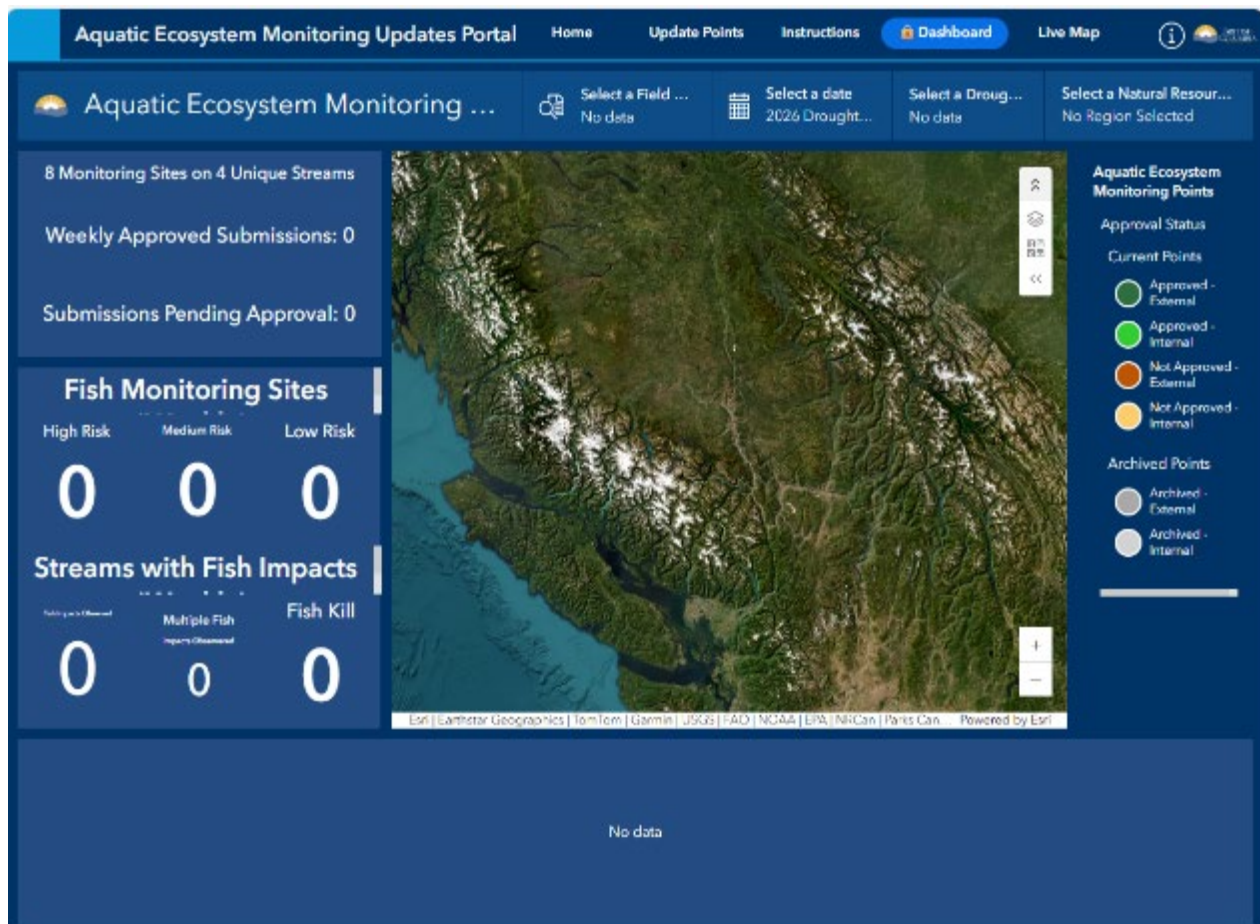 Aquatic Ecosystem Monitoring Updates Portal
Home
Update Points
Instructions
Dashboard
Live Map
Aquatic Ecosystem Monitoring ...
Select a Field ...
No data
Select a date
2026 Drought...
Select a Droug...
No data
Select a Natural Resour...
No Region Selected
8 Monitoring Sites on 4 Unique Streams
Weekly Approved Submissions: 0
Submissions Pending Approval: 0
Fish Monitoring Sites
High Risk
Medium Risk
Low Risk
0
0
0
Streams with Fish Impacts
Multiple Fish
Impacts Observed
Fish Kill
0
0
0
Esri | Earthstar Geographics | TomTom | Garmin | USGS | FAO | NOAA | EPA | NRCan | Parks Can... Powered by Esri
Aquatic Ecosystem
Monitoring Points
Approval Status
Current Points
Approved -
External
Approved -
Internal
Not Approved -
External
Not Approved -
Internal
Archived Points
Archived -
External
Archived -
Internal
No data